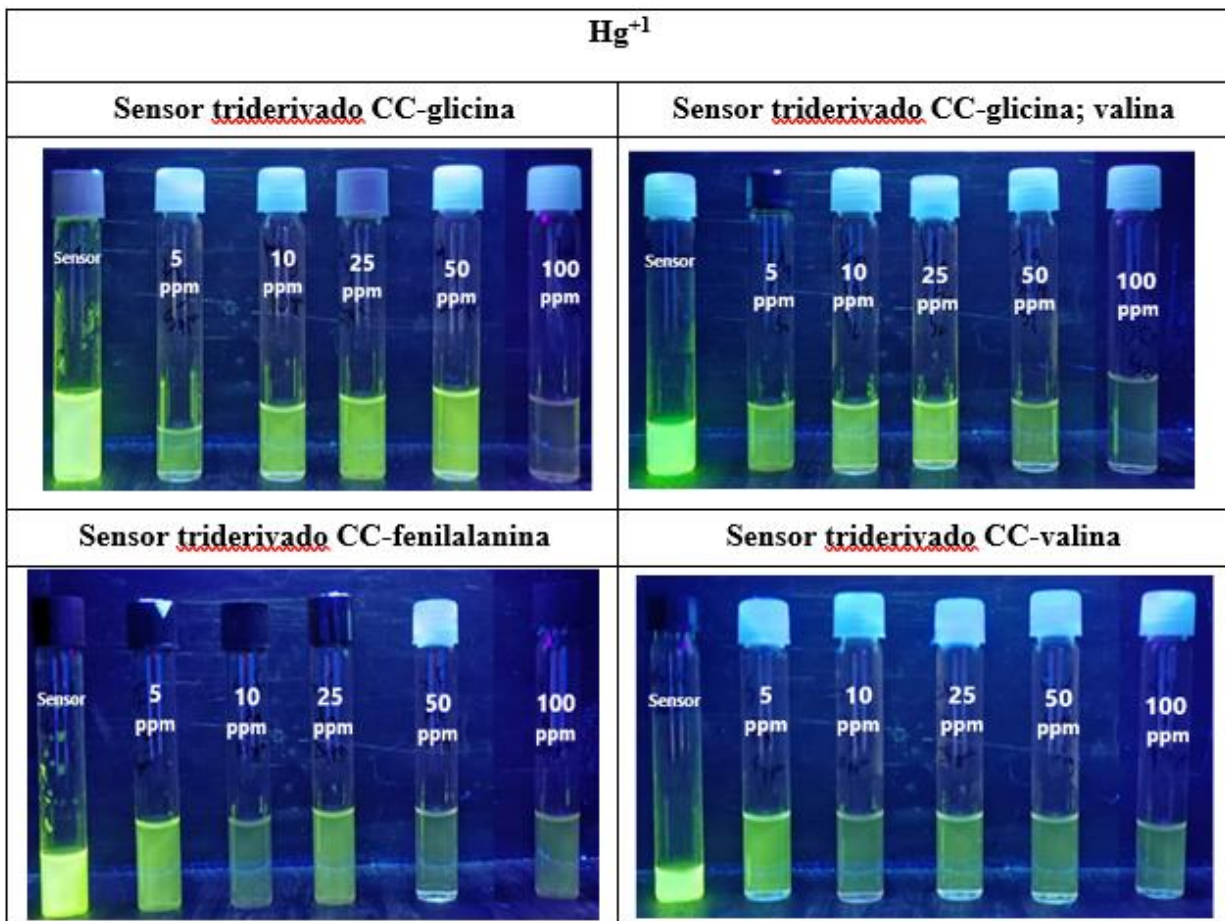 Hg+1
Sensor triderivado CC-glicina
Sensor triderivado CC-glicina; valina
Sensor
5
ppm
10
ppm
25
ppm
50
ppm
100
ppm
Sensor
5
ppm
10
ppm
25
ppm
50
ppm
100
ppm
Sensor triderivado CC-fenilalanina
Sensor triderivado CC-valina
Sensor
5
ppm
10
ppm
25
ppm
50
ppm
100
ppm
Sensor
5
ppm
10
ppm
25
ppm
50
ppm
100
ppm